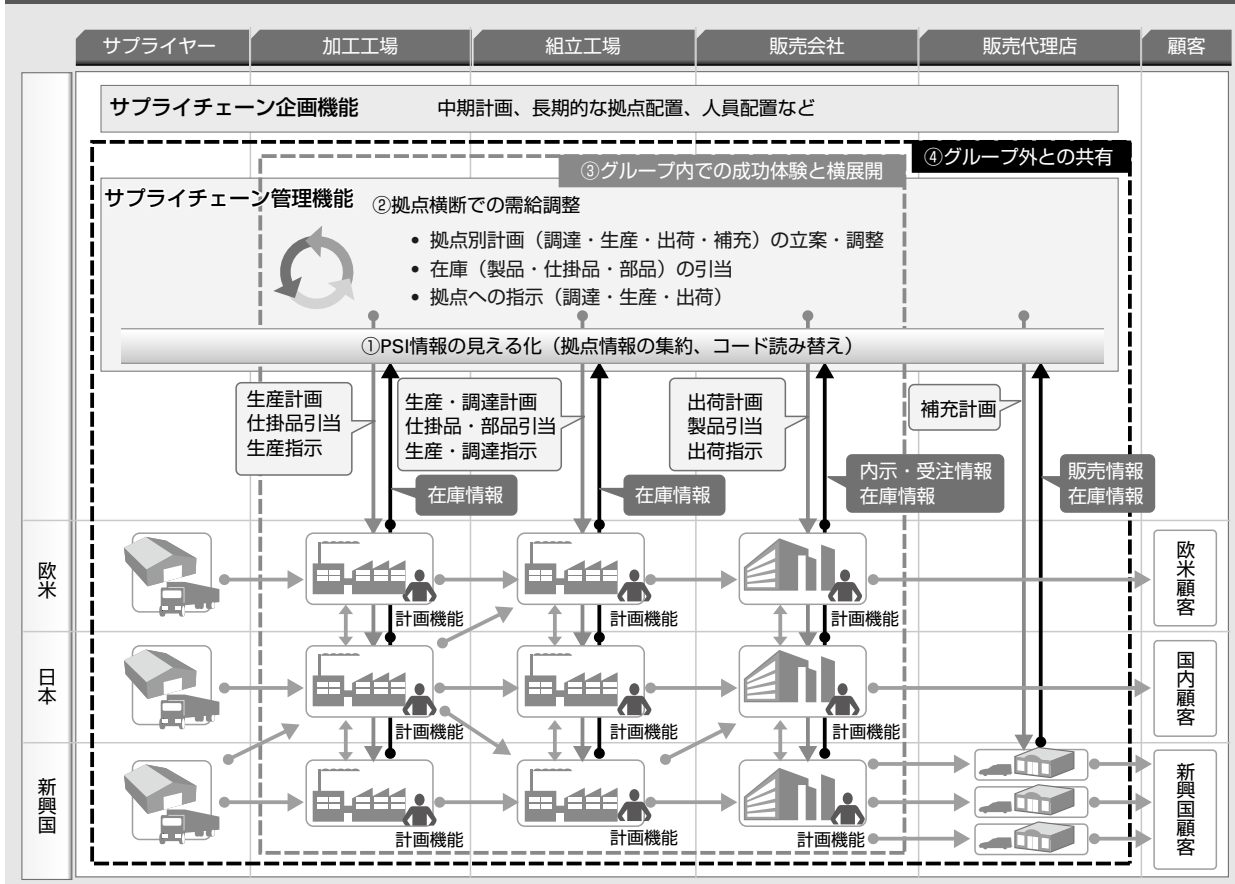 サプライヤー
加工工場
組立工場
販売会社
販売代理店
顧客
サプライチェーン企画機能
中期計画、長期的な拠点配置、人員配置など
④グループ外との共有
③グループ内での成功体験と横展開
サプライチェーン管理機能
②拠点横断での需給調整
• 拠点別計画（調達・生産・出荷・補充）の立案・調整
• 在庫（製品・仕掛品・部品）の引当
• 拠点への指示（調達・生産・出荷）
①PSI情報の見える化（拠点情報の集約、コード読み替え）
生産計画
仕掛品引当
生産指示
生産・調達計画
仕掛品・部品引当
生産・調達指示
出荷計画
製品引当
出荷指示
補充計画
在庫情報
在庫情報
内示・受注情報
在庫情報
販売情報
在庫情報
欧米
計画機能
計画機能
計画機能
欧米顧客
日本
計画機能
計画機能
計画機能
国内顧客
新興国
計画機能
計画機能
計画機能
新興国顧客